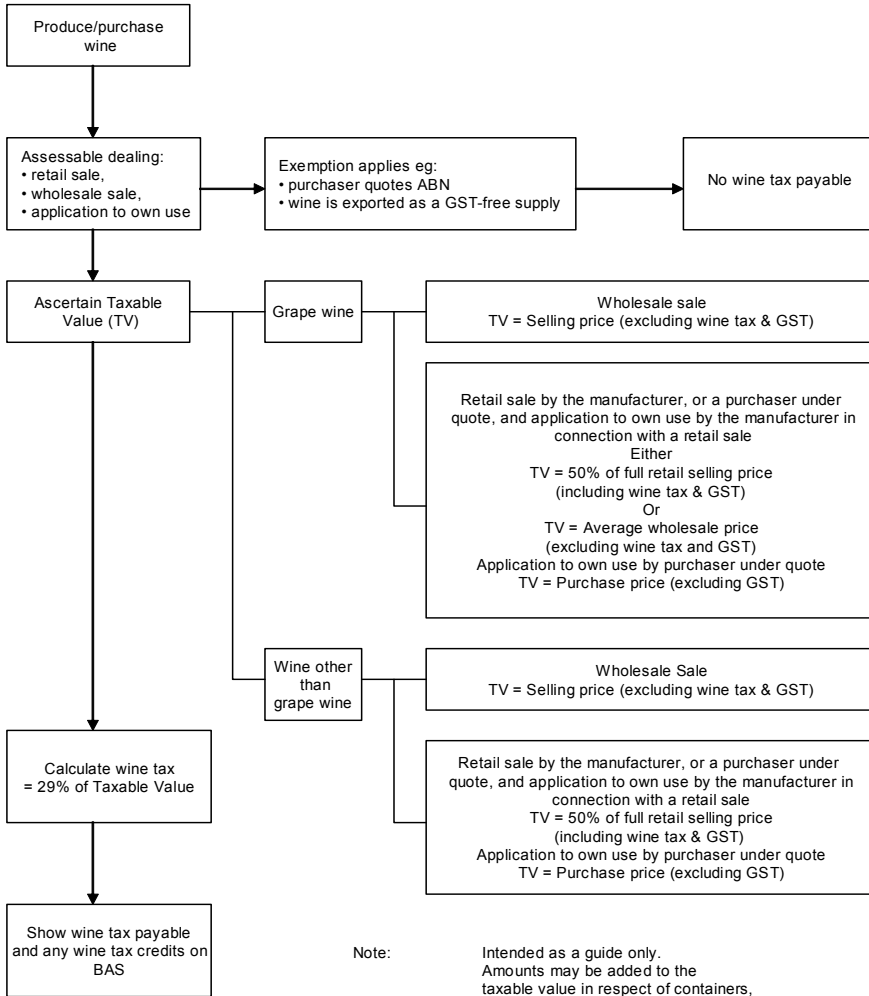 Produce/purchase
wine
Assessable dealing:
• retail sale,
• wholesale sale,
• application to own use
Exemption applies eg:
• purchaser quotes ABN
• wine is exported as a GST-free supply
No wine tax payable
Ascertain Taxable
Value (TV)
Grape wine
Wholesale sale
TV = Selling price (excluding wine tax & GST)
Retail sale by the manufacturer, or a purchaser under
quote, and application to own use by the manufacturer in
connection with a retail sale
Either
TV = 50% of full retail selling price
(including wine tax & GST)
Or
TV = Average wholesale price
(excluding wine tax and GST)
Application to own use by purchaser under quote
TV = Purchase price (excluding GST)
Wine other
than
grape wine
Wholesale Sale
TV = Selling price (excluding wine tax & GST)
Calculate wine tax
= 29% of Taxable Value
Retail sale by the manufacturer, or a purchaser under
quote, and application to own use by the manufacturer in
connection with a retail sale
TV = 50% of full retail selling price
(including wine tax & GST)
Application to own use by purchaser under quote
TV = Purchase price (excluding GST)
Show wine tax payable
and any wine tax credits on
BAS
Note: Intended as a guide only.
Amounts may be added to the
taxable value in respect of containers,